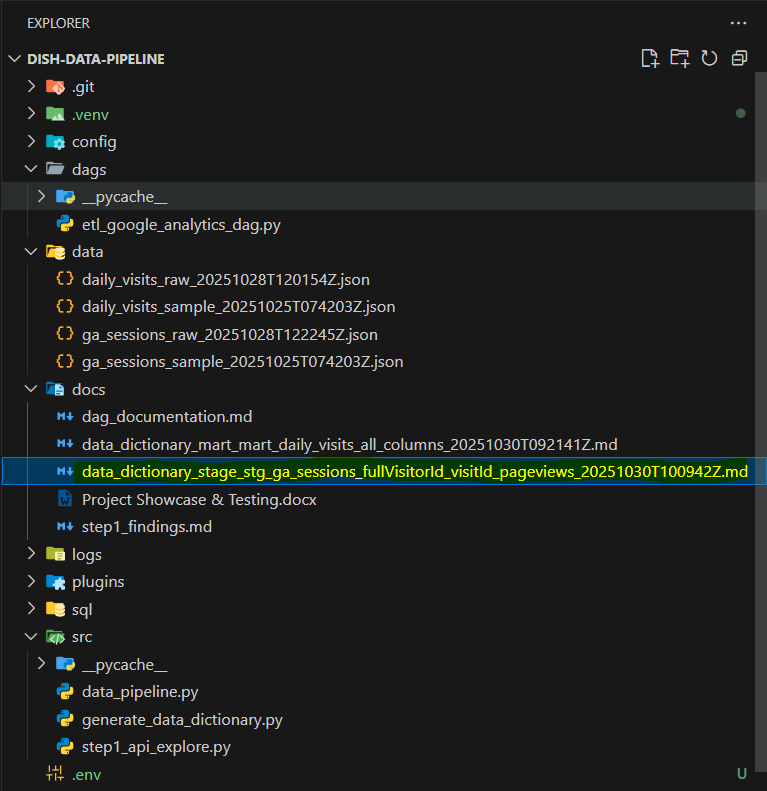 EXPLORER
DISH-DATA-PIPELINE
.git
.venv
config
dags
__pycache__
etl_google_analytics_dag.py
data
daily_visits_raw_20251028T120154Z.json
daily_visits_sample_20251025T074203Z.json
ga_sessions_raw_20251028T122245Z.json
ga_sessions_sample_20251025T074203Z.json
docs
dag_documentation.md
data_dictionary_mart_mart_daily_visits_all_columns_20251030T092141Z.md
data_dictionary_stage_stg_ga_sessions_fullVisitorId_visitId_pageviews_20251030T100942Z.md
Project Showcase & Testing.docx
step1_findings.md
logs
plugins
sql
src
__pycache__
data_pipeline.py
generate_data_dictionary.py
step1_api_explore.py
.env U